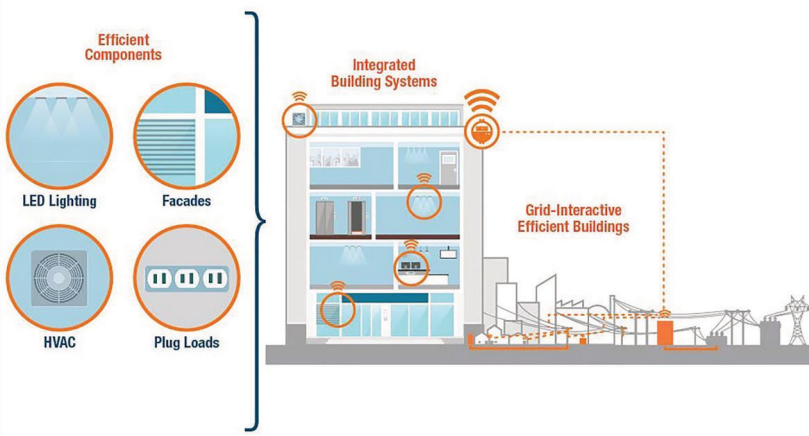 Efficient
Components
LED Lighting
Facades
HVAC
Plug Loads
Integrated
Building Systems
Grid-Interactive
Efficient Buildings